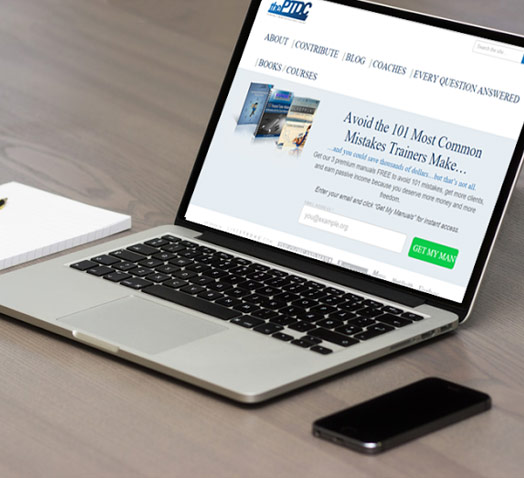 the PTDC
Search the site
ABOUT | CONTRIBUTE | BLOG | COACHES | EVERY QUESTION ANSWERED
| BOOKS / COURSES
Avoid the 101 Most Common
Mistakes Trainers Make...
...and you could save thousands of dollars...but that's not all.
Get our 3 premium manuals FREE to avoid 101 mistakes, get more clients,
and earn passive income because you deserve more money and more
freedom.
Enter your email and click "Get My Manuals" for instant access.
you@example.org
GET MY MAN